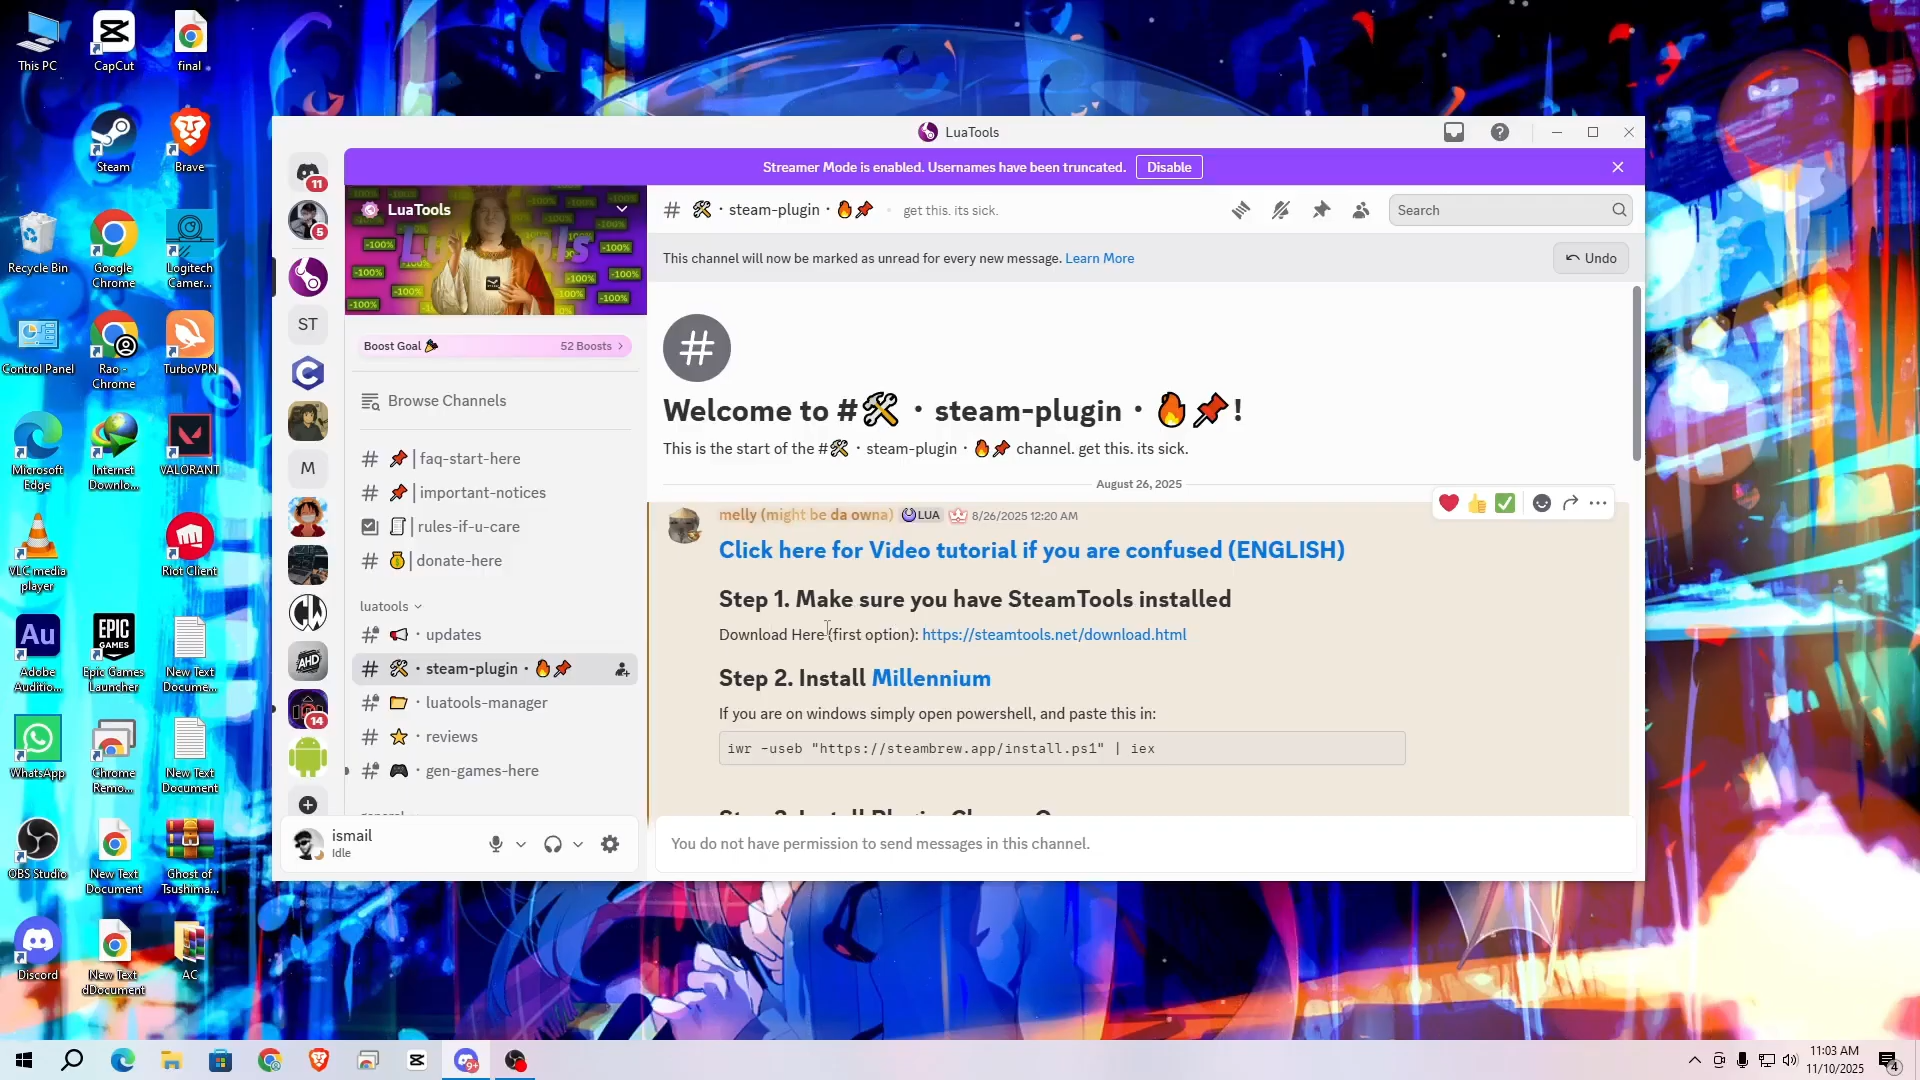 This PC
CapCut
final
Steam
Brave
Recycle Bin
Google Chrome
Logitech Camer...
Control Panel
Rao - Chrome
TurboVPN
Microsoft Edge
Internet Downlo...
VALORANT
VLC media player
Riot Client
Adobe Auditio...
Epic Games Launcher
New Text Docume...
WhatsApp
Chrome Remo...
New Text Document
OBS Studio
New Text Document
Ghost of Tsushima...
Discord
New Text dDocument
AC
LuaTools
Streamer Mode is enabled. Usernames have been truncated.
Disable
11
5
ST
M
CW
AHD
14
LuaTools
-100%
Boost Goal 🎉
52 Boosts >
Browse Channels
# 📌 | faq-start-here
# 📌 | important-notices
rules-if-u-care
# 💰 | donate-here
luatools
# 📢 · updates
# 🛠 · steam-plugin · 🔥📌
# 📂 · luatools-manager
# ⭐ · reviews
# 🎮 · gen-games-here
ismail
Idle
# 🛠 · steam-plugin · 🔥📌
get this. its sick.
Search
This channel will now be marked as unread for every new message. Learn More
Undo
Welcome to #🛠 · steam-plugin · 🔥📌!
This is the start of the #🛠 · steam-plugin · 🔥📌 channel. get this. its sick.
August 26, 2025
melly (might be da owna) LUA 8/26/2025 12:20 AM
Click here for Video tutorial if you are confused (ENGLISH)
Step 1. Make sure you have SteamTools installed
Download Here (first option): https://steamtools.net/download.html
Step 2. Install Millennium
If you are on windows simply open powershell, and paste this in:
iwr -useb "https://steambrew.app/install.ps1" | iex
You do not have permission to send messages in this channel.
9+
11:03 AM
11/10/2025
4